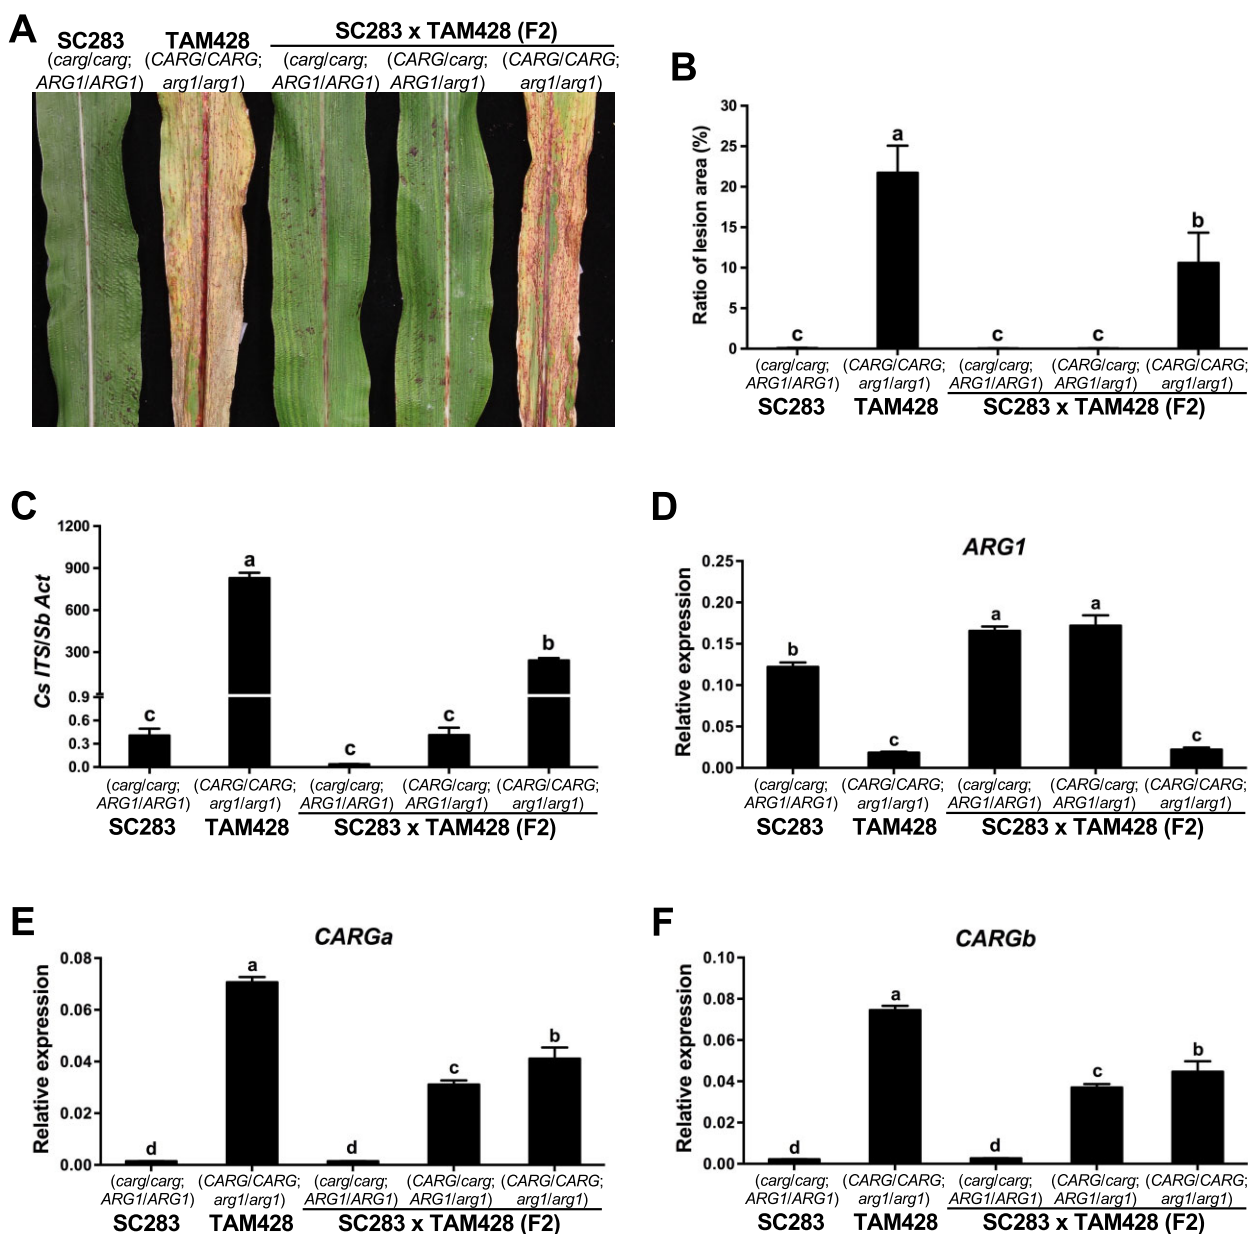 A
SC283 TAM428 SC283 x TAM428 (F2)
(carg/carg; (CARG/CARG; (carg/carg; (CARG/carg; (CARG/CARG;
ARG1/ARG1) arg1/arg1) ARG1/ARG1) ARG1/arg1) arg1/arg1)
B
Ratio of lesion area (%)
30
25
20
15
10
5
0
c a c c b
(carg/carg; (CARG/CARG; (carg/carg; (CARG/carg; (CARG/CARG;
ARG1/ARG1) arg1/arg1) ARG1/ARG1) ARG1/arg1) arg1/arg1)
SC283 TAM428 SC283 x TAM428 (F2)
C
Cs ITS/Sb Act
1200
900
600
300
0.9
0.6
0.3
0.0
c a c c b
(carg/carg; (CARG/CARG; (carg/carg; (CARG/carg; (CARG/CARG;
ARG1/ARG1) arg1/arg1) ARG1/ARG1) ARG1/arg1) arg1/arg1)
SC283 TAM428 SC283 x TAM428 (F2)
D
ARG1
Relative expression
0.25
0.20
0.15
0.10
0.05
0.00
b c a a c
(carg/carg; (CARG/CARG; (carg/carg; (CARG/carg; (CARG/CARG;
ARG1/ARG1) arg1/arg1) ARG1/ARG1) ARG1/arg1) arg1/arg1)
SC283 TAM428 SC283 x TAM428 (F2)
E
CARGa
Relative expression
0.08
0.06
0.04
0.02
0.00
d a d c b
(carg/carg; (CARG/CARG; (carg/carg; (CARG/carg; (CARG/CARG;
ARG1/ARG1) arg1/arg1) ARG1/ARG1) ARG1/arg1) arg1/arg1)
SC283 TAM428 SC283 x TAM428 (F2)
F
CARGb
Relative expression
0.10
0.08
0.06
0.04
0.02
0.00
d a d c b
(carg/carg; (CARG/CARG; (carg/carg; (CARG/carg; (CARG/CARG;
ARG1/ARG1) arg1/arg1) ARG1/ARG1) ARG1/arg1) arg1/arg1)
SC283 TAM428 SC283 x TAM428 (F2)